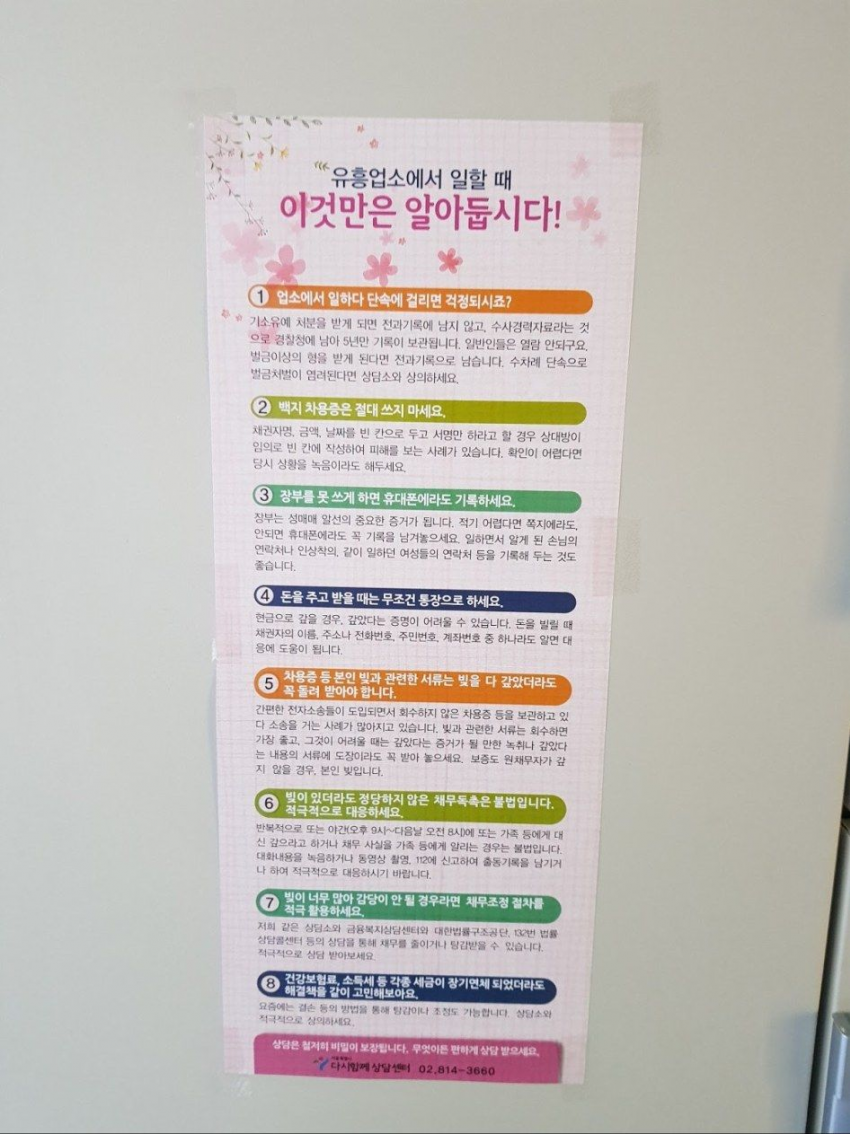 유흥업소에서 일할 때
이것만은 알아둡시다!
1 업소에서 일하다 단속에 걸리면 걱정되시죠?
기소유예 처분을 받게 되면 전과기록에 남지 않고, 수사경력자료라는 것
으로 경찰청에 남아 5년만 기록이 보관됩니다. 일반인들은 열람 안되구요.
벌금이상의 형을 받게 된다면 전과기록으로 남습니다. 수차례 단속으로
벌금처벌이 염려된다면 상담소와 상의하세요.
2 백지 차용증은 절대 쓰지 마세요.
채권자명, 금액, 날짜를 빈 칸으로 두고 서명만 하라고 할 경우 상대방이
임의로 빈 칸에 작성하여 피해를 보는 사례가 있습니다. 확인이 어렵다면
당시 상황을 녹음이라도 해두세요.
3 장부를 못 쓰게 하면 휴대폰에라도 기록하세요.
장부는 성매매 알선의 중요한 증거가 됩니다. 적기 어렵다면 쪽지에라도,
안되면 휴대폰에라도 꼭 기록을 남겨놓으세요. 일하면서 알게 된 손님의
연락처나 인상착의, 같이 일하던 여성들의 연락처 등을 기록해 두는 것도
좋습니다.
4 돈을 주고 받을 때는 무조건 통장으로 하세요.
현금으로 갚을 경우, 갚았다는 증명이 어려울 수 있습니다. 돈을 빌릴 때
채권자의 이름, 주소나 전화번호, 주민번호, 계좌번호 중 하나라도 알면 대
응에 도움이 됩니다.
5 차용증 등 본인 빚과 관련한 서류는 빚을 다 갚았더라도
꼭 돌려 받아야 합니다.
간편한 전자소송들이 도입되면서 회수하지 않은 차용증 등을 보관하고 있
다 소송을 거는 사례가 많아지고 있습니다. 빚과 관련한 서류는 회수하면
가장 좋고, 그것이 어려울 때는 갚았다는 증거가 될 만한 녹취나 갚았다
는 내용의 서류에 도장이라도 꼭 받아 놓으세요. 보증도 원채무자가 갚
지 않을 경우, 본인 빚입니다.
6 빚이 있더라도 정당하지 않은 채무독촉은 불법입니다.
적극적으로 대응하세요.
반복적으로 또는 야간(오후 9시~다음날 오전 8시)에 또는 가족 등에게 대
신 갚으라고 하거나 채무 사실을 가족 등에게 알리는 경우는 불법입니다.
대화내용을 녹음하거나 동영상 촬영, 112에 신고하여 출동기록을 남기거
나 하여 적극적으로 대응하시기 바랍니다.
7 빚이 너무 많아 감당이 안 될 경우라면 채무조정 절차를
적극 활용하세요.
저희 같은 상담소와 금융복지상담센터와 대한법률구조공단, 132번 법률
상담콜센터 등의 상담을 통해 채무를 줄이거나 탕감받을 수 있습니다.
적극적으로 상담 받아보세요.
8 건강보험료, 소득세 등 각종 세금이 장기연체 되었더라도
해결책을 같이 고민해보아요.
요즘에는 결손 등의 방법을 통해 탕감이나 조정도 가능합니다. 상담소와
적극적으로 상의하세요.
상담은 철저히 비밀이 보장됩니다. 무엇이든 편하게 상담 받으세요.
다시함께상담센터 02.814-3660